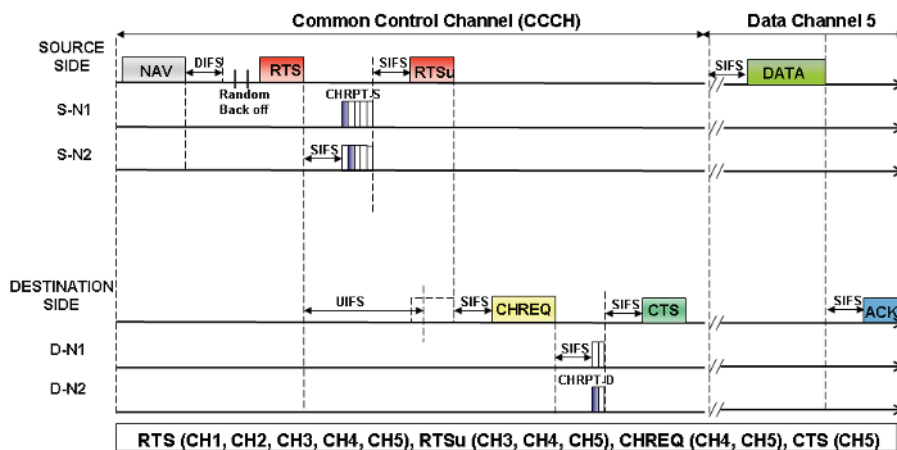 Common Control Channel (CCCH)
Data Channel 5
SOURCE SIDE
NAV
DIFS
Random Back off
RTS
SIFS
RTSu
SIFS
DATA
S-N1
CHRPT-S
S-N2
SIFS
DESTINATION SIDE
UIFS
SIFS
CHREQ
SIFS
CTS
SIFS
ACK
D-N1
SIFS
D-N2
CHRPT-D
RTS (CH1, CH2, CH3, CH4, CH5), RTSu (CH3, CH4, CH5), CHREQ (CH4, CH5), CTS (CH5)